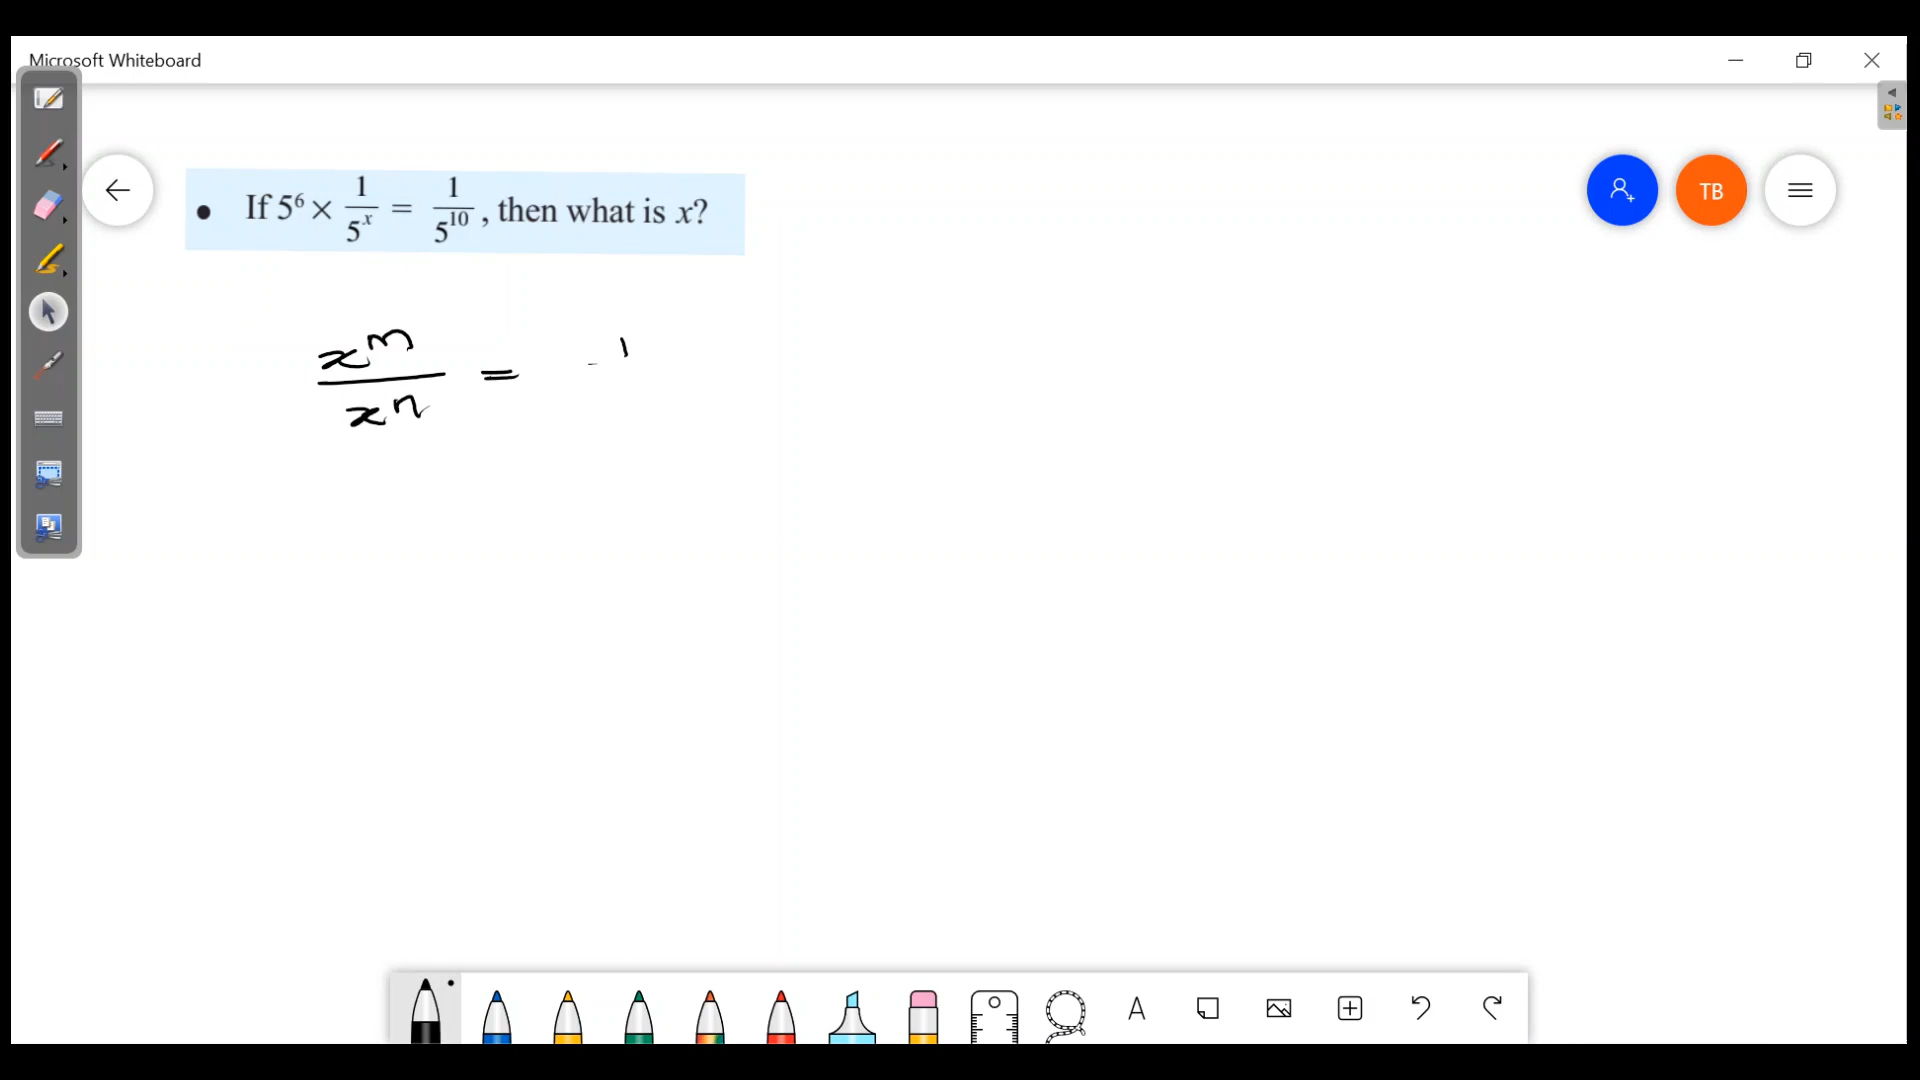 Microsoft Whiteboard
TB
• If 5⁶ × 1/5ˣ = 1/5¹⁰, then what is x?
xᵐ/xⁿ =
A